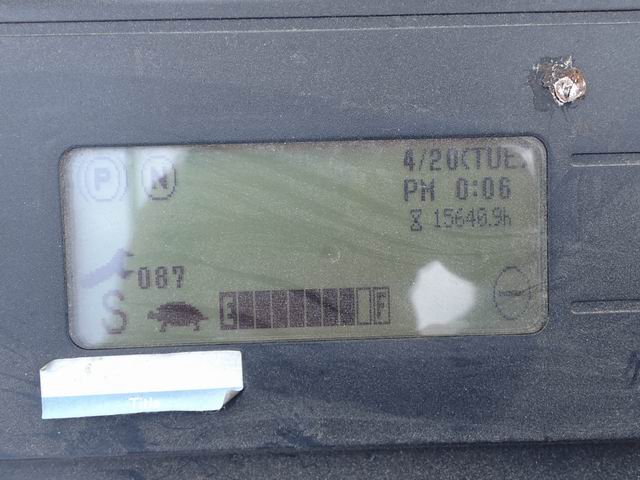 P N
4/20(TUE)
PM 0:06
15640.9h
087
S
E F